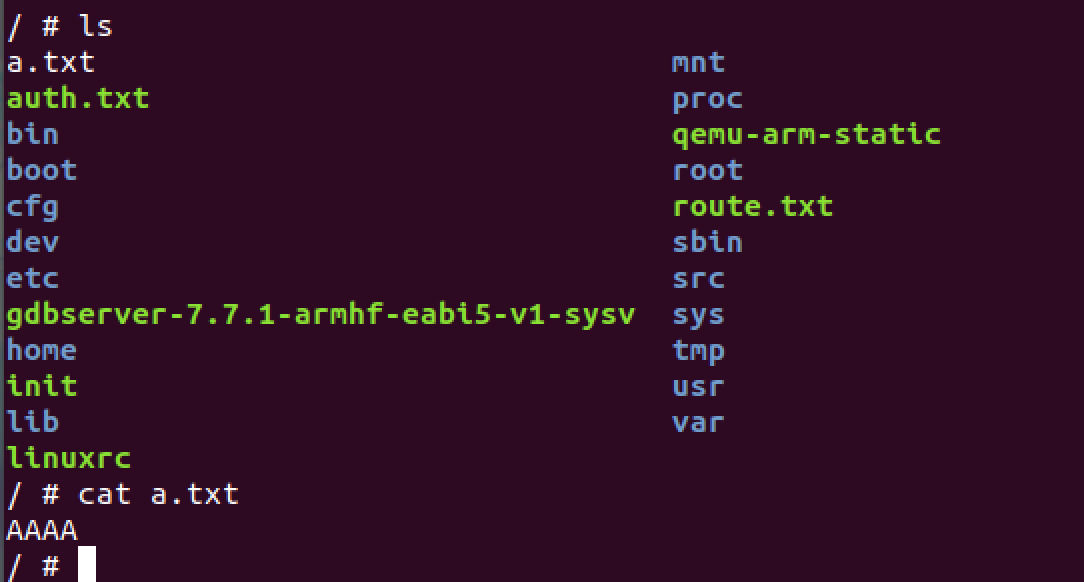 / # ls
a.txt mnt
auth.txt proc
bin qemu-arm-static
boot root
cfg route.txt
dev sbin
etc src
gdbserver-7.7.1-armhf-eabi5-v1-sysv sys
home tmp
init usr
lib var
linuxrc
/ # cat a.txt
AAAA
/ #